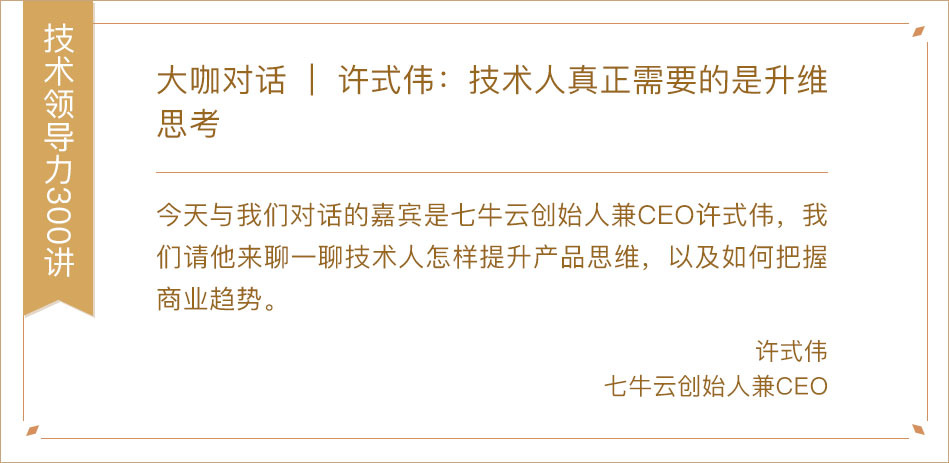 技术领导力300讲
大咖对话 | 许式伟：技术人真正需要的是升维
思考
今天与我们对话的嘉宾是七牛云创始人兼CEO许式伟，我
们请他来聊一聊技术人怎样提升产品思维，以及如何把握
商业趋势。
许式伟
七牛云创始人兼CEO